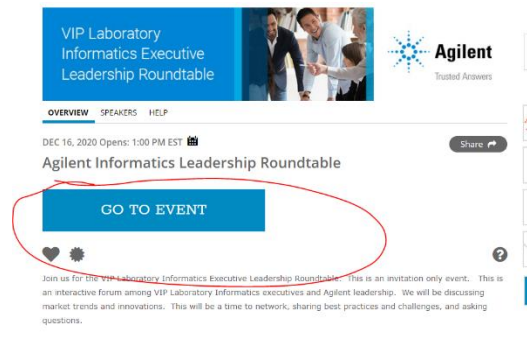 VIP Laboratory
Informatics Executive
Leadership Roundtable
Agilent
Trusted Answers
OVERVIEW SPEAKERS HELP
DEC 16, 2020 Opens: 1:00 PM EST
Share
Agilent Informatics Leadership Roundtable
GO TO EVENT
?
Join us for the VIP Laboratory Informatics Executive Leadership Roundtable. This is an invitation only event. This is
an interactive forum among VIP Laboratory Informatics executives and Agilent leadership. We will be discussing
market trends and innovations. This will be a time to network, sharing best practices and challenges, and asking
questions.